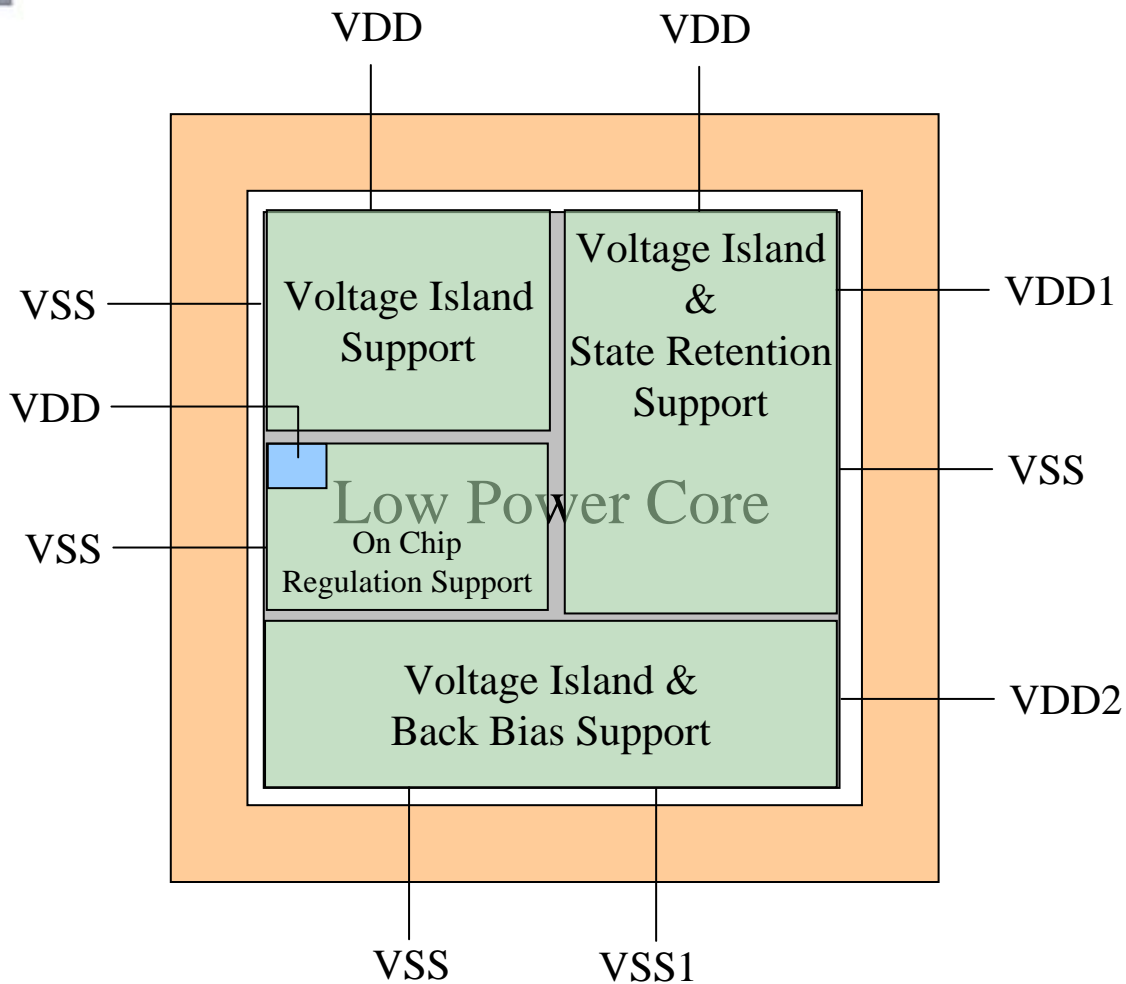 VDD
VDD
Voltage Island
Support
Voltage Island
&
State Retention
Support
VSS
VDD1
VDD
VSS
Low Power Core
On Chip
Regulation Support
VSS
Voltage Island &
Back Bias Support
VDD2
VSS
VSS1